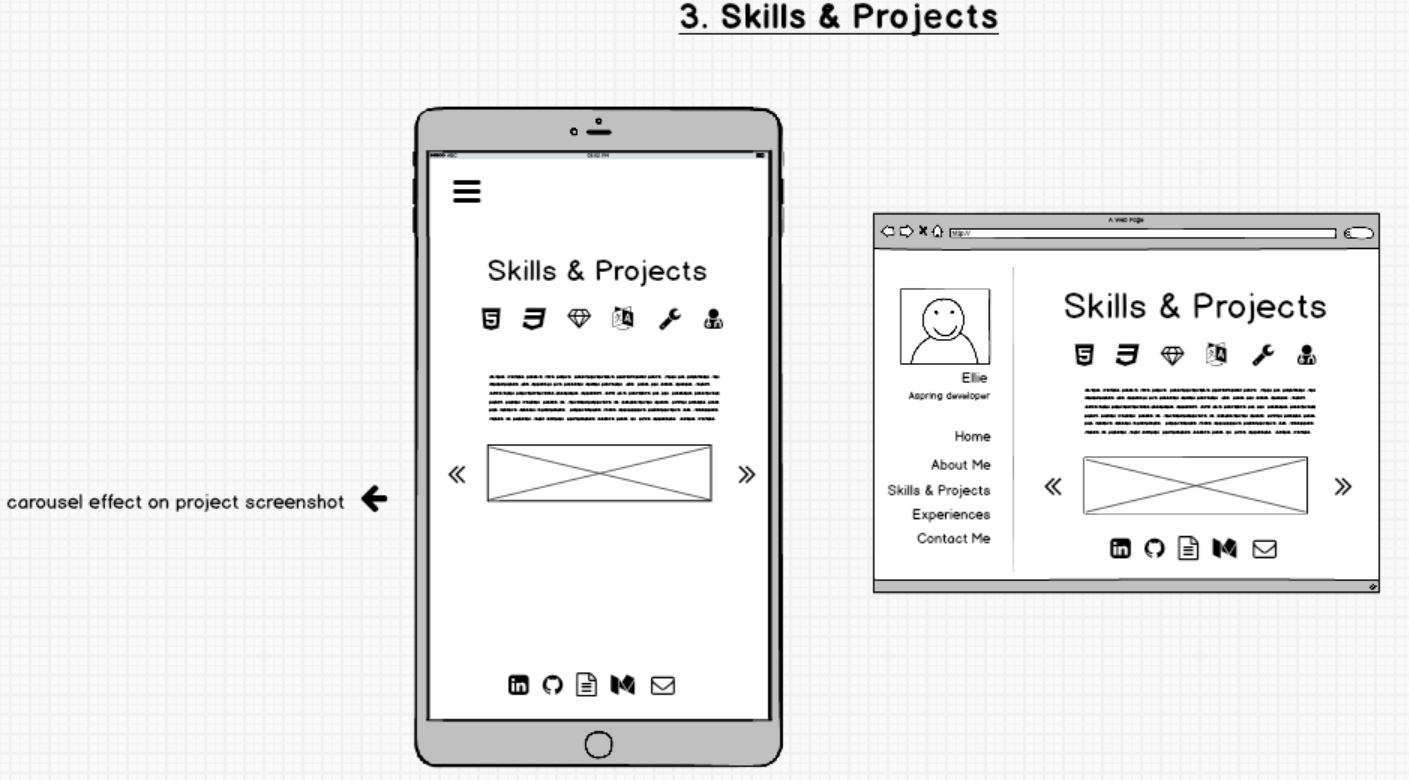 3. Skills & Projects
ABC
Skills & Projects
carousel effect on project screenshot
A Web Page
http://
Skills & Projects
Ellie
Aspring developer
Home
About Me
Skills & Projects
Experiences
Contact Me